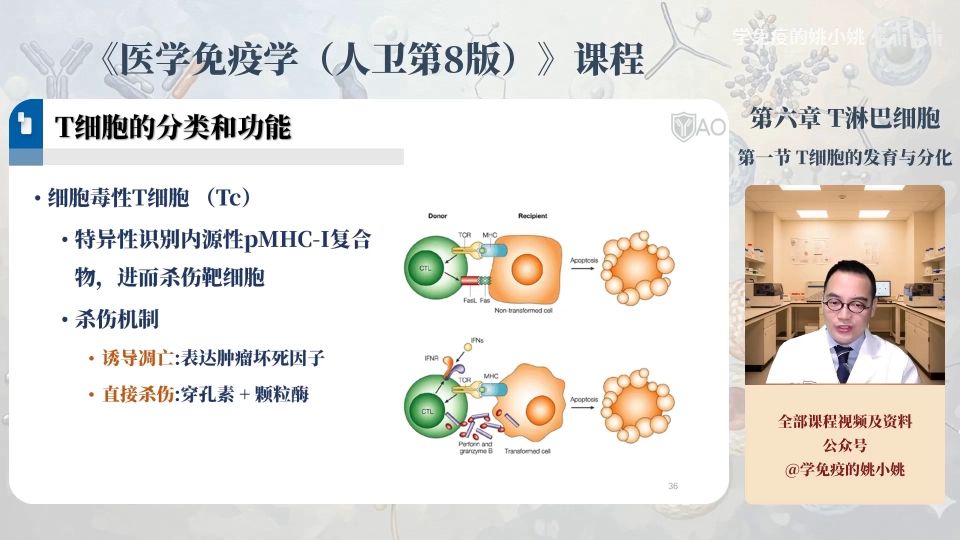 《医学免疫学（人卫第8版）》课程
学免疫的姚小姚
bilibili
T细胞的分类和功能
AO
第六章 T淋巴细胞
第一节 T细胞的发育与分化
• 细胞毒性T细胞 （Tc）
• 特异性识别内源性pMHC-I复合
物，进而杀伤靶细胞
• 杀伤机制
• 诱导凋亡:表达肿瘤坏死因子
• 直接杀伤:穿孔素 + 颗粒酶
Donor
Recipient
TCR
MHC
CTL
Apoptosis
FasL
Fas
Non-transformed cell
IFNs
IFNR
TCR
MHC
CTL
Apoptosis
Perforin and
granzyme B
Transformed cell
36
全部课程视频及资料
公众号
@学免疫的姚小姚